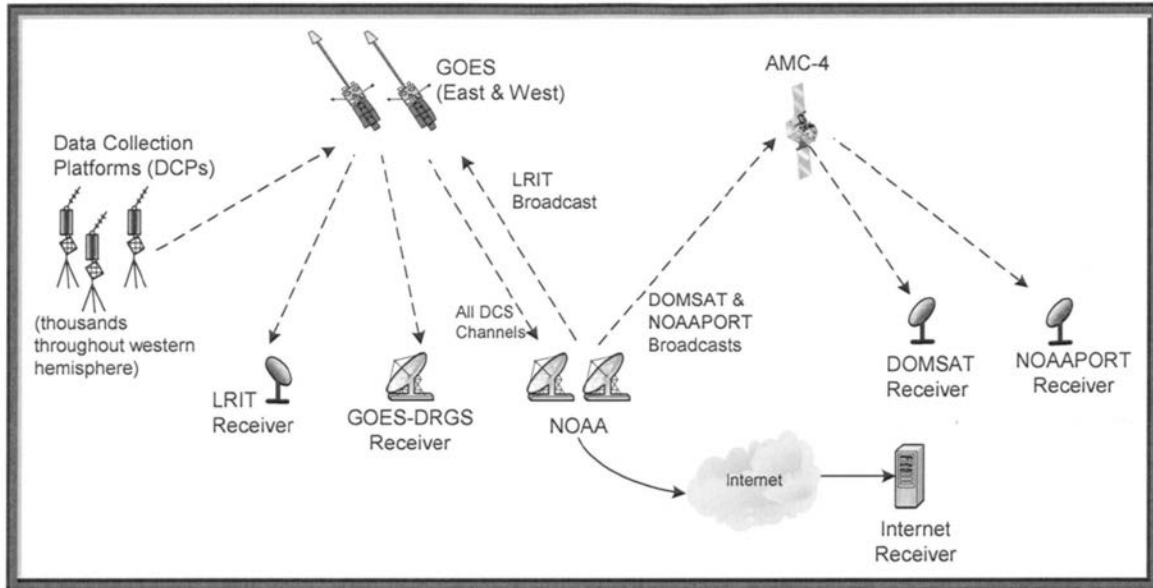 GOES
(East & West)
AMC-4
Data Collection
Platforms (DCPs)
LRIT
Broadcast
(thousands
throughout western
hemisphere)
All DCS
Channels
DOMSAT &
NOAAPORT
Broadcasts
LRIT
Receiver
GOES-DRGS
Receiver
NOAA
DOMSAT
Receiver
NOAAPORT
Receiver
Internet
Internet
Receiver